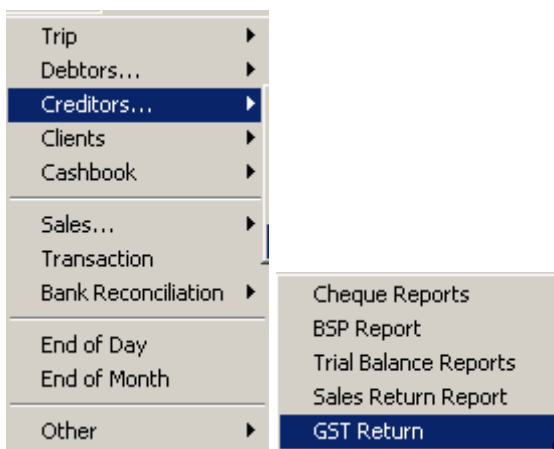 Trip
Debtors...
Creditors...
Clients
Cashbook
Sales...
Transaction
Bank Reconciliation
End of Day
End of Month
Other
Cheque Reports
BSP Report
Trial Balance Reports
Sales Return Report
GST Return